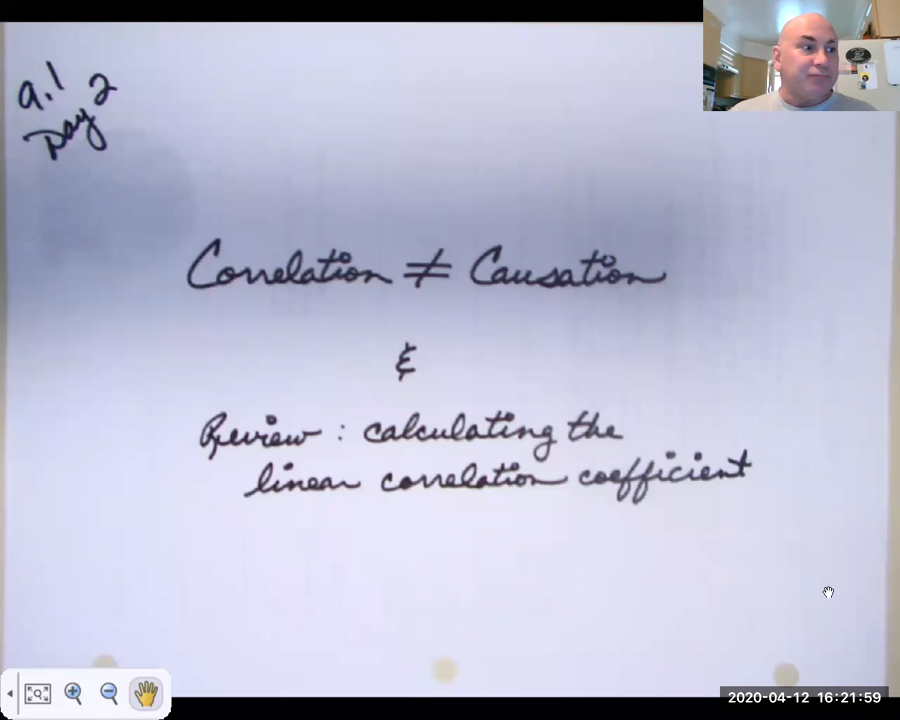 9.1
Day 2
Correlation ≠ Causation
&
Review: calculating the
linear correlation coefficient
2020-04-12 16:21:59